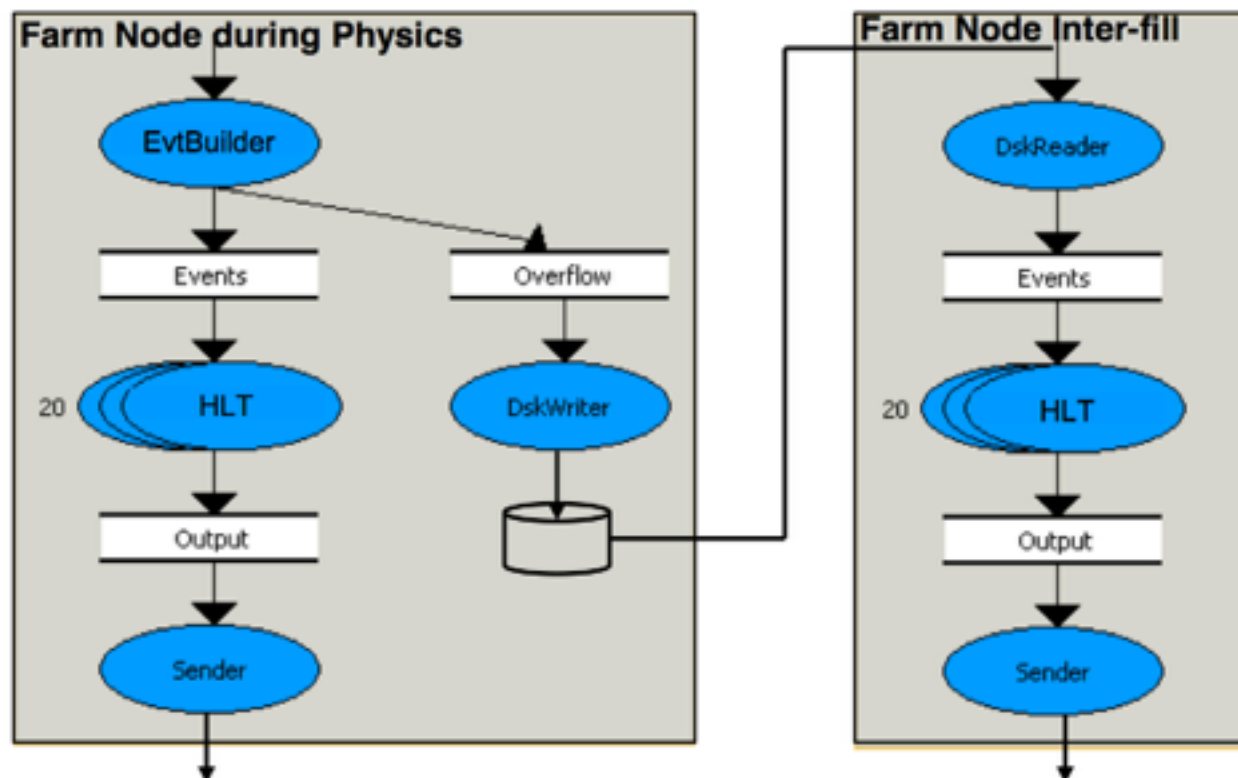 Farm Node during Physics
EvtBuilder
Events
Overflow
20
HLT
DskWriter
Output
Sender
Farm Node Inter-fill
DskReader
Events
20
HLT
Output
Sender